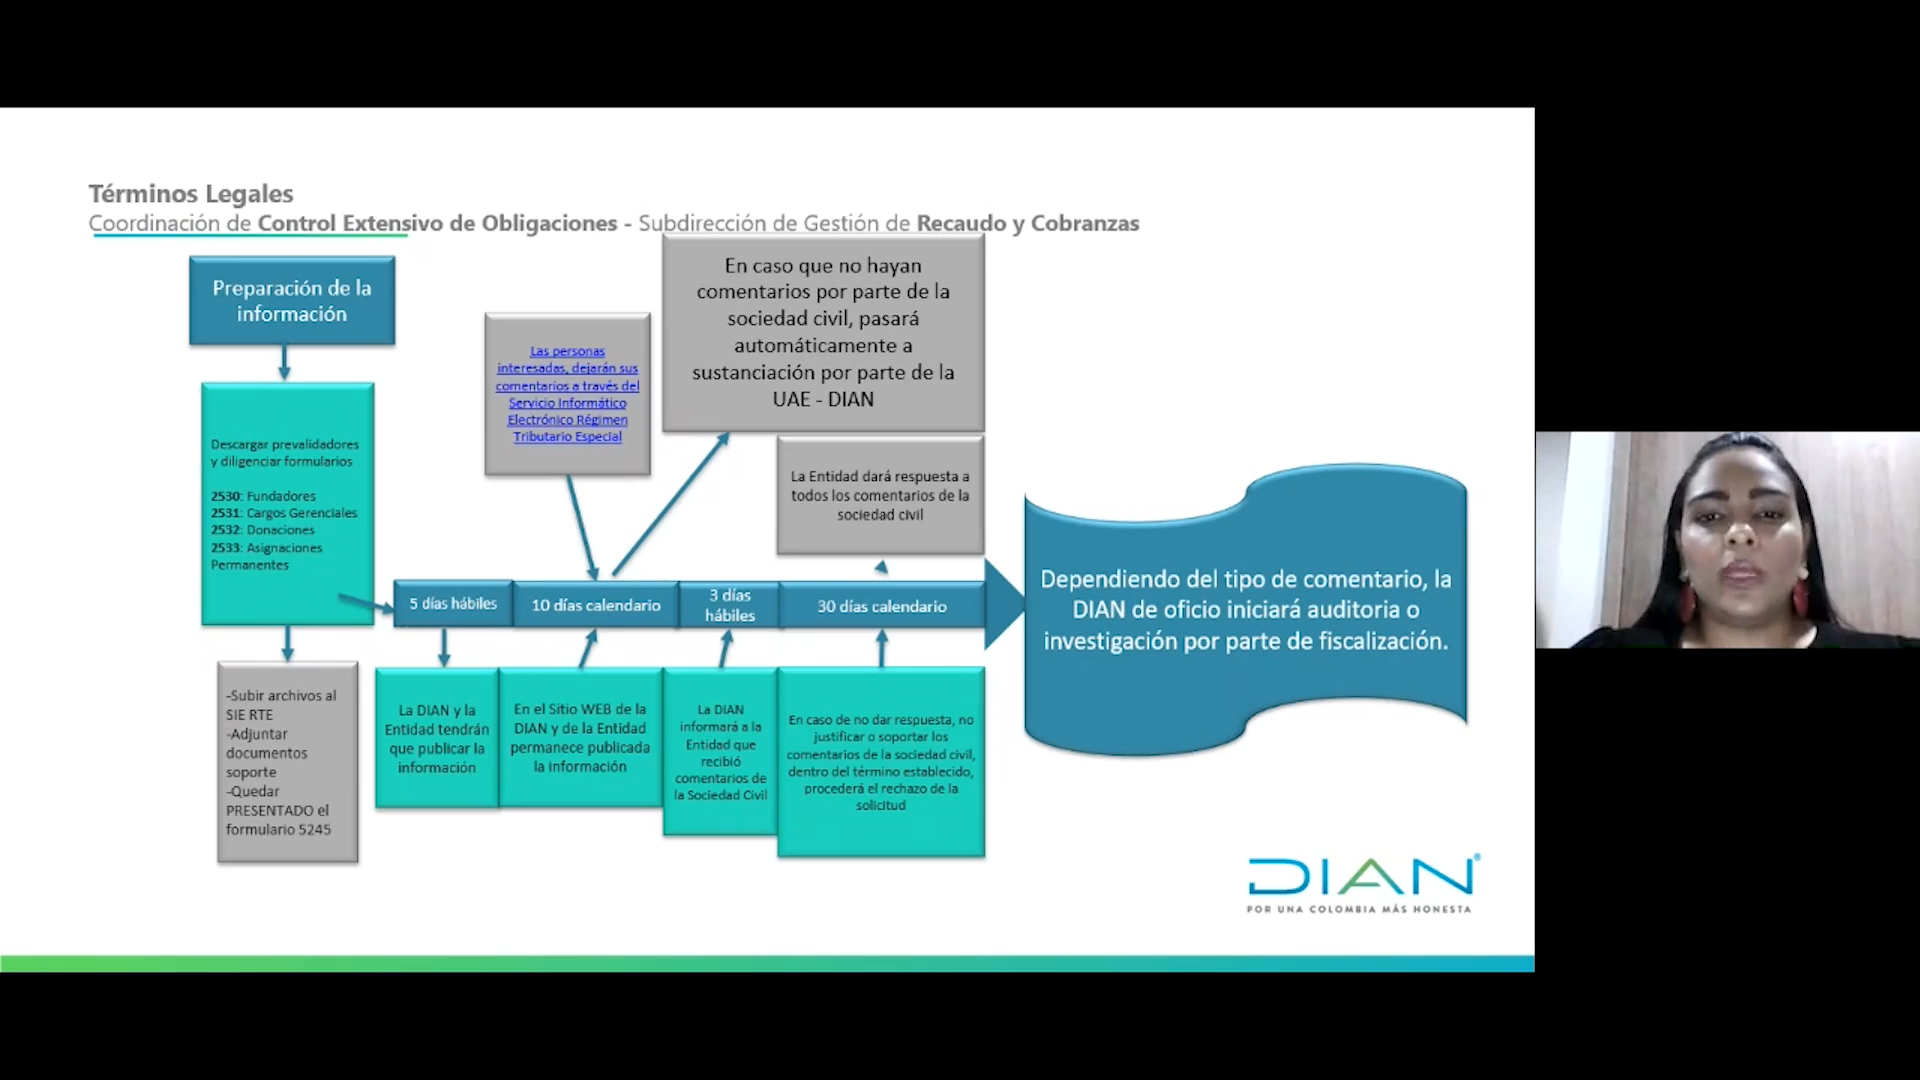 Términos Legales
Coordinación de Control Extensivo de Obligaciones - Subdirección de Gestión de Recaudo y Cobranzas
Preparación de la
información
Descargar prevalidadores
y diligenciar formularios
2530: Fundadores
2531: Cargos Gerenciales
2532: Donaciones
2533: Asignaciones
Permanentes
-Subir archivos al
SIE RTE
-Adjuntar
documentos
soporte
-Quedar
PRESENTADO el
formulario 5245
Las personas
interesadas, dejarán sus
comentarios a través del
Servicio Informático
Electrónico Régimen
Tributario Especial
En caso que no hayan
comentarios por parte de la
sociedad civil, pasará
automáticamente a
sustanciación por parte de la
UAE - DIAN
La Entidad dará respuesta a
todos los comentarios de la
sociedad civil
5 días hábiles
10 días calendario
3 días
hábiles
30 días calendario
La DIAN y la
Entidad tendrán
que publicar la
información
En el Sitio WEB de la
DIAN y de la Entidad
permanece publicada
la información
La DIAN
informará a la
Entidad que
recibió
comentarios de
la Sociedad Civil
En caso de no dar respuesta, no
justificar o soportar los
comentarios de la sociedad civil,
dentro del término establecido,
procederá el rechazo de la
solicitud
Dependiendo del tipo de comentario, la
DIAN de oficio iniciará auditoria o
investigación por parte de fiscalización.
DIAN®
POR UNA COLOMBIA MÁS HONESTA